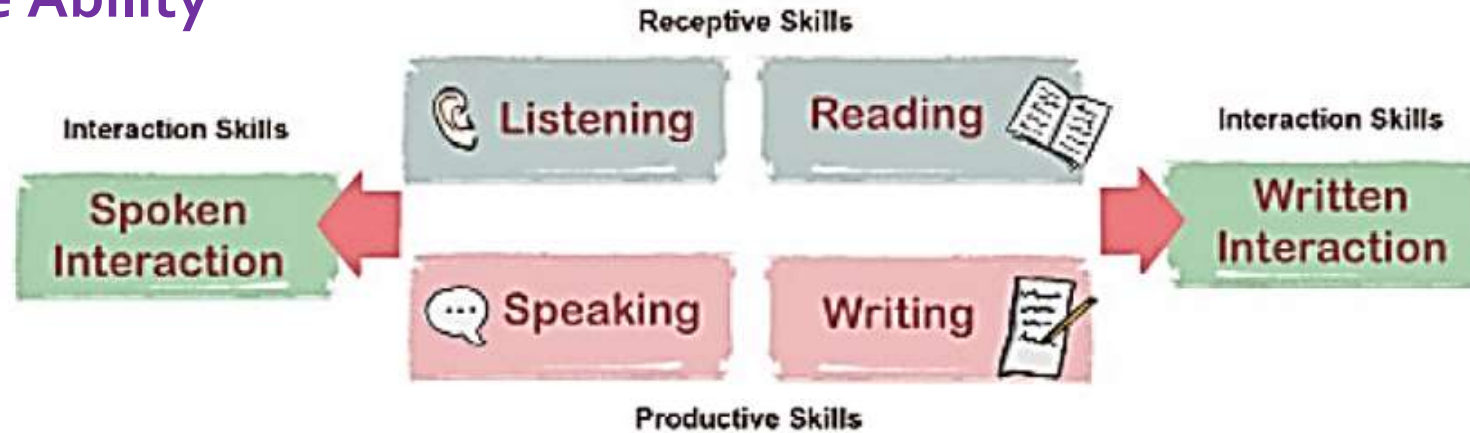 Ability
Receptive Skills
Listening
Reading
Interaction Skills
Interaction Skills
Spoken
Interaction
Written
Interaction
Speaking
Writing
Productive Skills